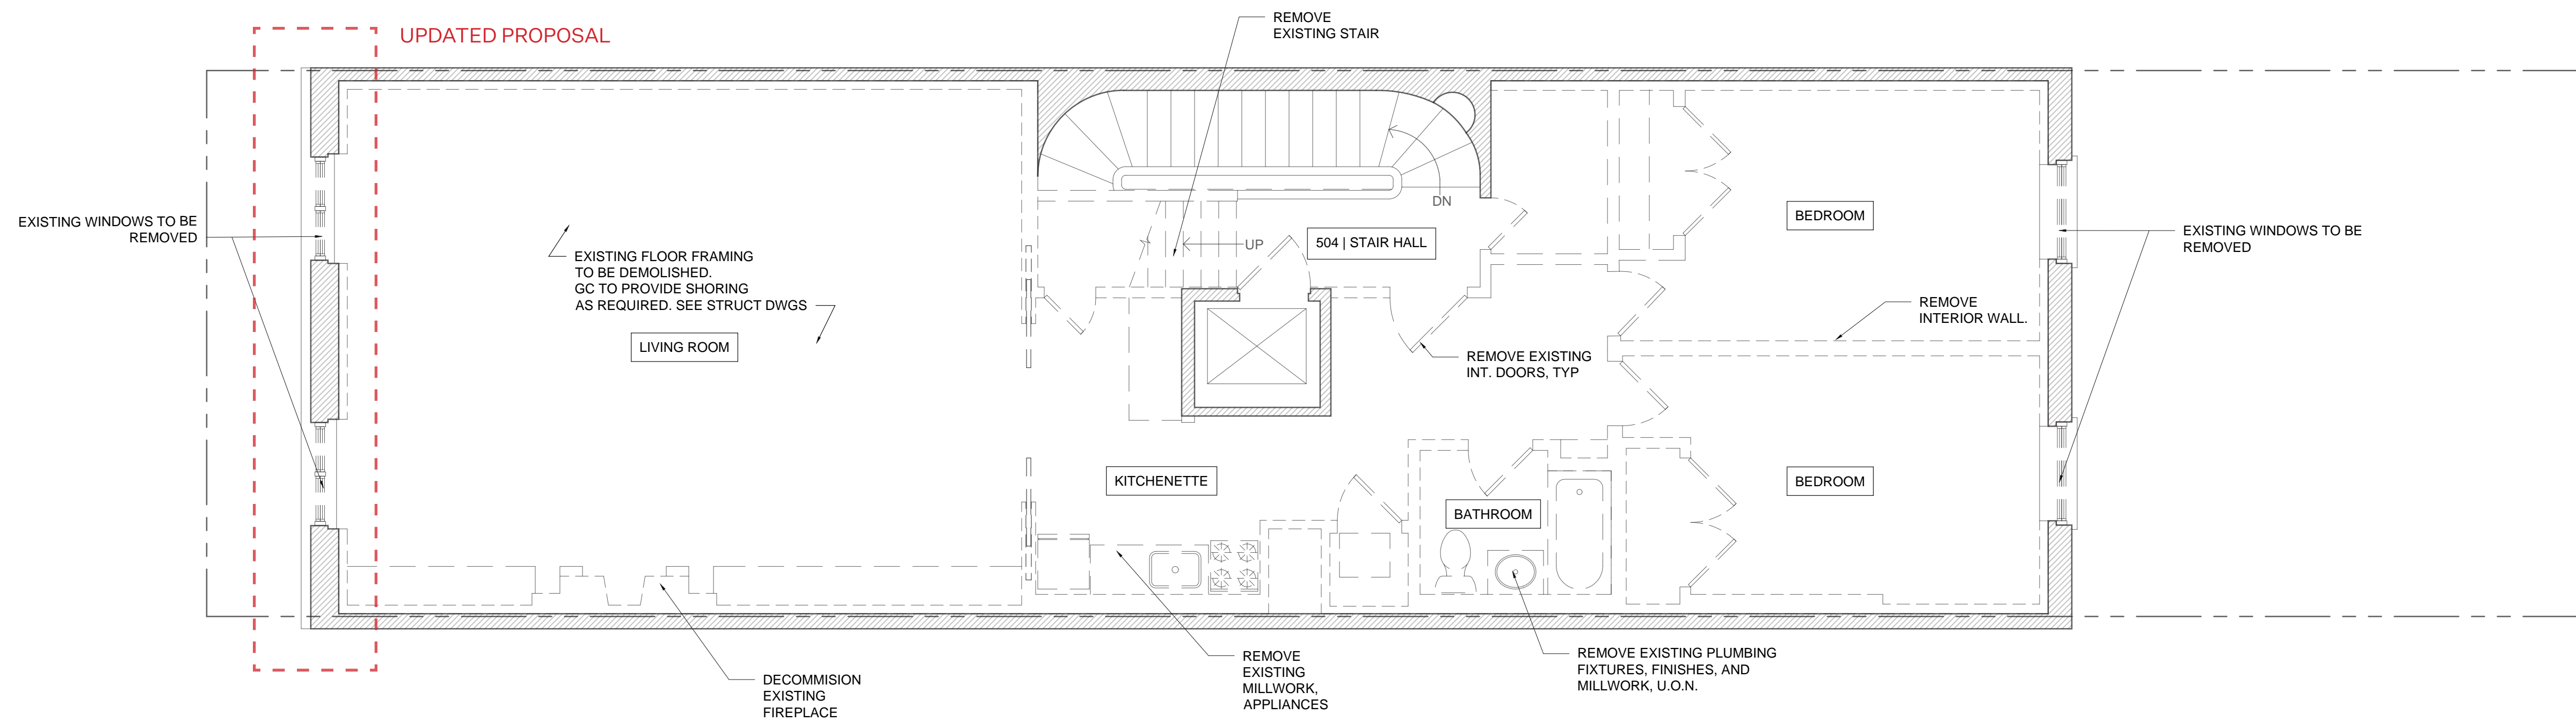 UPDATED PROPOSAL
REMOVE
EXISTING STAIR
EXISTING WINDOWS TO BE
REMOVED
EXISTING FLOOR FRAMING
TO BE DEMOLISHED.
GC TO PROVIDE SHORING
AS REQUIRED. SEE STRUCT DWGS
LIVING ROOM
DN
UP
504 | STAIR HALL
BEDROOM
EXISTING WINDOWS TO BE
REMOVED
REMOVE
INTERIOR WALL.
REMOVE EXISTING
INT. DOORS, TYP
KITCHENETTE
BATHROOM
BEDROOM
DECOMMISION
EXISTING
FIREPLACE
REMOVE
EXISTING
MILLWORK,
APPLIANCES
REMOVE EXISTING PLUMBING
FIXTURES, FINISHES, AND
MILLWORK, U.O.N.